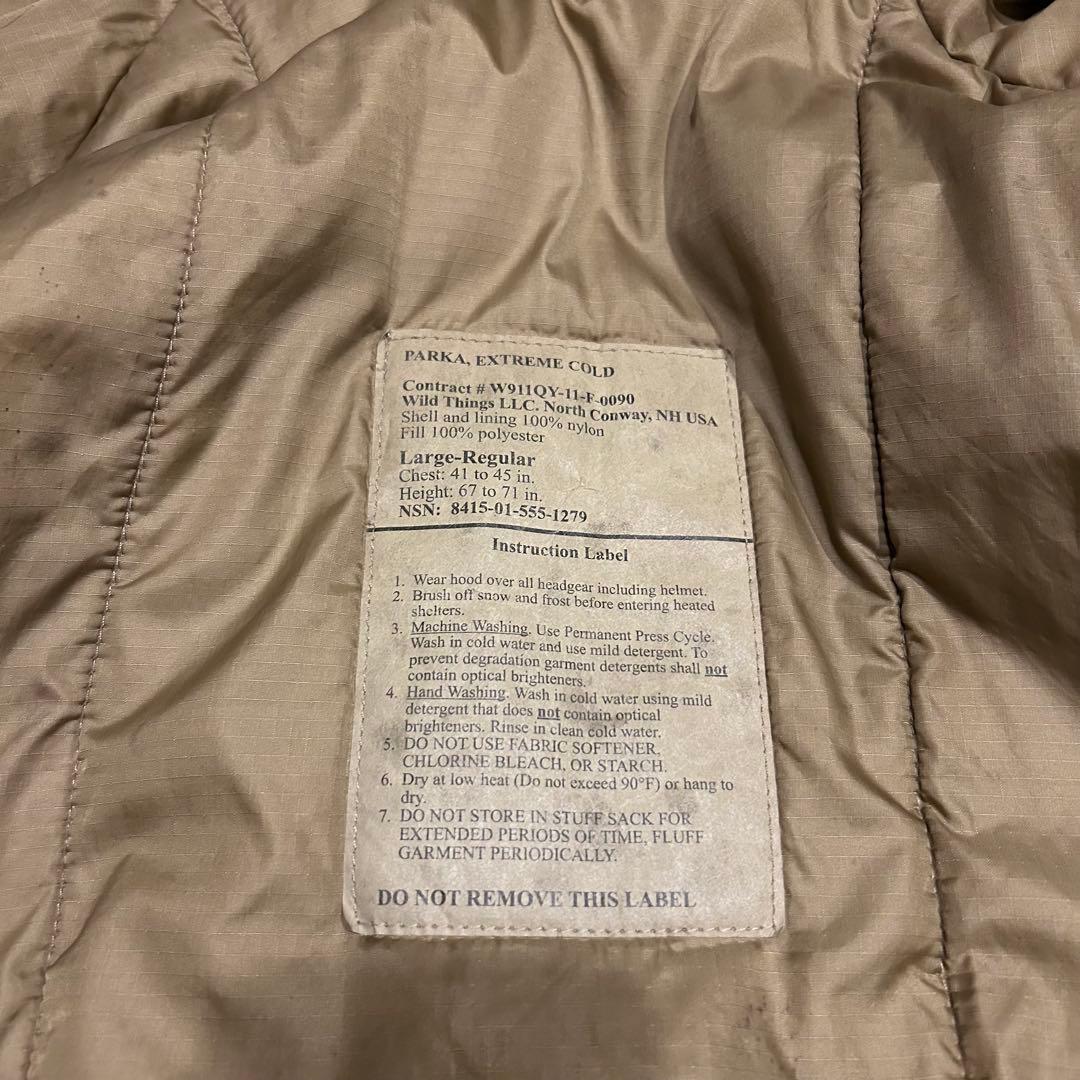 PARKA, EXTREME COLD
Contract # W911QY-11-F-0090
Wild Things LLC. North Conway, NH USA
Shell and lining 100% nylon
Fill 100% polyester
Large-Regular
Chest: 41 to 45 in.
Height: 67 to 71 in.
NSN: 8415-01-555-1279
Instruction Label
1. Wear hood over all headgear including helmet.
2. Brush off snow and frost before entering heated
shelters.
3. Machine Washing. Use Permanent Press Cycle.
Wash in cold water and use mild detergent. To
prevent degradation garment detergents shall not
contain optical brighteners.
4. Hand Washing. Wash in cold water using mild
detergent that does not contain optical
brighteners. Rinse in clean cold water.
5. DO NOT USE FABRIC SOFTENER,
CHLORINE BLEACH, OR STARCH.
6. Dry at low heat (Do not exceed 90°F) or hang to
dry.
7. DO NOT STORE IN STUFF SACK FOR
EXTENDED PERIODS OF TIME, FLUFF
GARMENT PERIODICALLY.
DO NOT REMOVE THIS LABEL